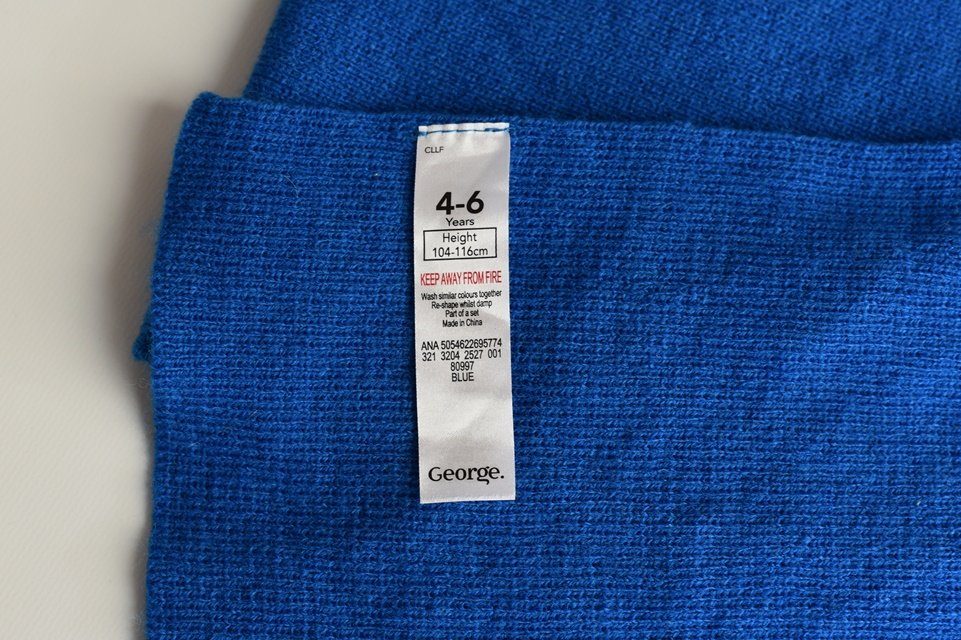 CLLF
4-6
Years
Height
104-116cm
KEEP AWAY FROM FIRE
Wash similar colours together
Re-shape whilst damp
Part of a set
Made in China
ANA 5054622695774
321 3204 2527 001
80997
BLUE
George.